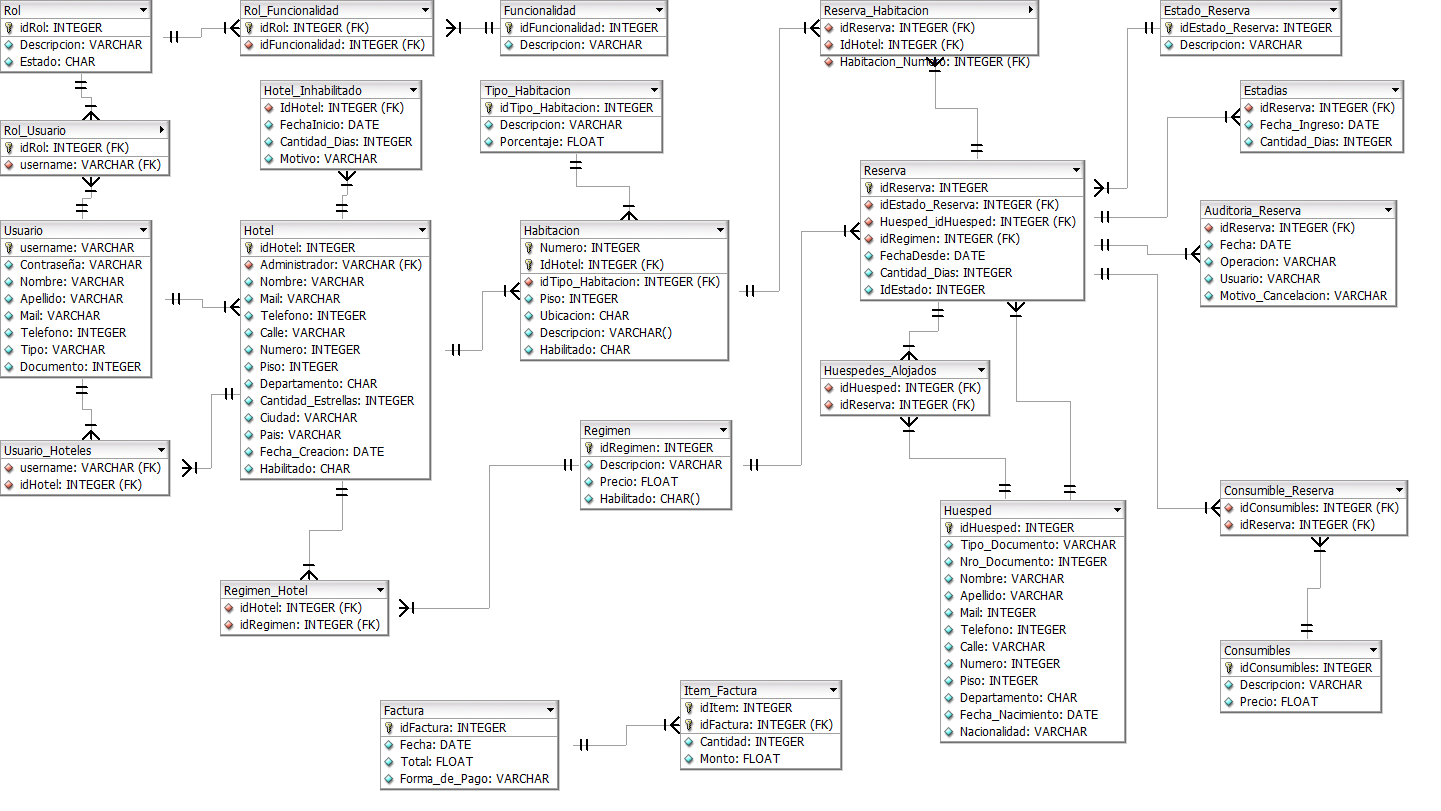 Rol
idRol: INTEGER
Descripcion: VARCHAR
Estado: CHAR
Rol_Funcionalidad
idRol: INTEGER (FK)
idFuncionalidad: INTEGER (FK)
Funcionalidad
idFuncionalidad: INTEGER
Descripcion: VARCHAR
Reserva_Habitacion
idReserva: INTEGER (FK)
IdHotel: INTEGER (FK)
Habitacion_Numero: INTEGER (FK)
Estado_Reserva
idEstado_Reserva: INTEGER
Descripcion: VARCHAR
Hotel_Inhabilitado
IdHotel: INTEGER (FK)
FechaInicio: DATE
Cantidad_Dias: INTEGER
Motivo: VARCHAR
Tipo_Habitacion
idTipo_Habitacion: INTEGER
Descripcion: VARCHAR
Porcentaje: FLOAT
Estadias
idReserva: INTEGER (FK)
Fecha_Ingreso: DATE
Cantidad_Dias: INTEGER
Rol_Usuario
idRol: INTEGER (FK)
username: VARCHAR (FK)
Reserva
idReserva: INTEGER
idEstado_Reserva: INTEGER (FK)
Huesped_idHuesped: INTEGER (FK)
idRegimen: INTEGER (FK)
FechaDesde: DATE
Cantidad_Dias: INTEGER
IdEstado: INTEGER
Auditoria_Reserva
idReserva: INTEGER (FK)
Fecha: DATE
Operacion: VARCHAR
Usuario: VARCHAR
Motivo_Cancelacion: VARCHAR
Usuario
username: VARCHAR
Contraseña: VARCHAR
Nombre: VARCHAR
Apellido: VARCHAR
Mail: VARCHAR
Telefono: INTEGER
Tipo: VARCHAR
Documento: INTEGER
Hotel
idHotel: INTEGER
Administrador: VARCHAR (FK)
Nombre: VARCHAR
Mail: VARCHAR
Telefono: INTEGER
Calle: VARCHAR
Numero: INTEGER
Piso: INTEGER
Departamento: CHAR
Cantidad_Estrellas: INTEGER
Ciudad: VARCHAR
Pais: VARCHAR
Fecha_Creacion: DATE
Habilitado: CHAR
Habitacion
Numero: INTEGER
IdHotel: INTEGER (FK)
idTipo_Habitacion: INTEGER (FK)
Piso: INTEGER
Ubicacion: CHAR
Descripcion: VARCHAR()
Habilitado: CHAR
Huespedes_Alojados
idHuesped: INTEGER (FK)
idReserva: INTEGER (FK)
Usuario_Hoteles
username: VARCHAR (FK)
idHotel: INTEGER (FK)
Regimen
idRegimen: INTEGER
Descripcion: VARCHAR
Precio: FLOAT
Habilitado: CHAR()
Consumible_Reserva
idConsumibles: INTEGER (FK)
idReserva: INTEGER (FK)
Huesped
idHuesped: INTEGER
Tipo_Documento: VARCHAR
Nro_Documento: INTEGER
Nombre: VARCHAR
Apellido: VARCHAR
Mail: INTEGER
Telefono: INTEGER
Calle: VARCHAR
Numero: INTEGER
Piso: INTEGER
Departamento: CHAR
Fecha_Nacimiento: DATE
Nacionalidad: VARCHAR
Regimen_Hotel
idHotel: INTEGER (FK)
idRegimen: INTEGER (FK)
Consumibles
idConsumibles: INTEGER
Descripcion: VARCHAR
Precio: FLOAT
Factura
idFactura: INTEGER
Fecha: DATE
Total: FLOAT
Forma_de_Pago: VARCHAR
Item_Factura
idItem: INTEGER
idFactura: INTEGER (FK)
Cantidad: INTEGER
Monto: FLOAT